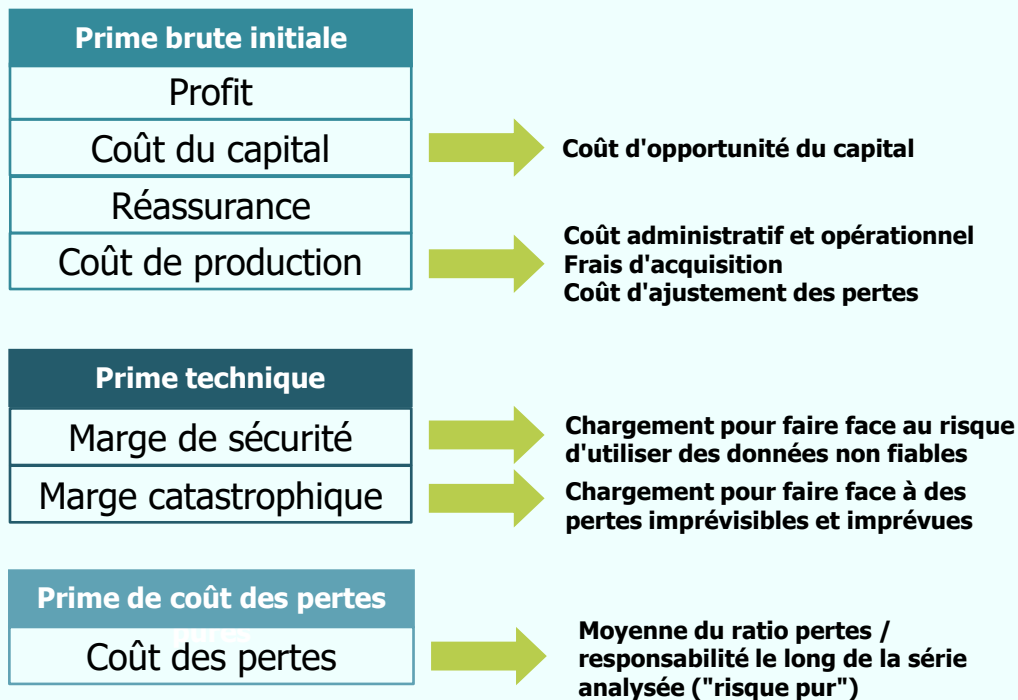 Prime brute initiale
Profit
Coût du capital
Coût d'opportunité du capital
Réassurance
Coût de production
Coût administratif et opérationnel
Frais d'acquisition
Coût d'ajustement des pertes
Prime technique
Marge de sécurité
Chargement pour faire face au risque
d'utiliser des données non fiables
Marge catastrophique
Chargement pour faire face à des
pertes imprévisibles et imprévues
Prime de coût des pertes
pures
Coût des pertes
Moyenne du ratio pertes /
responsabilité le long de la série
analysée ("risque pur")